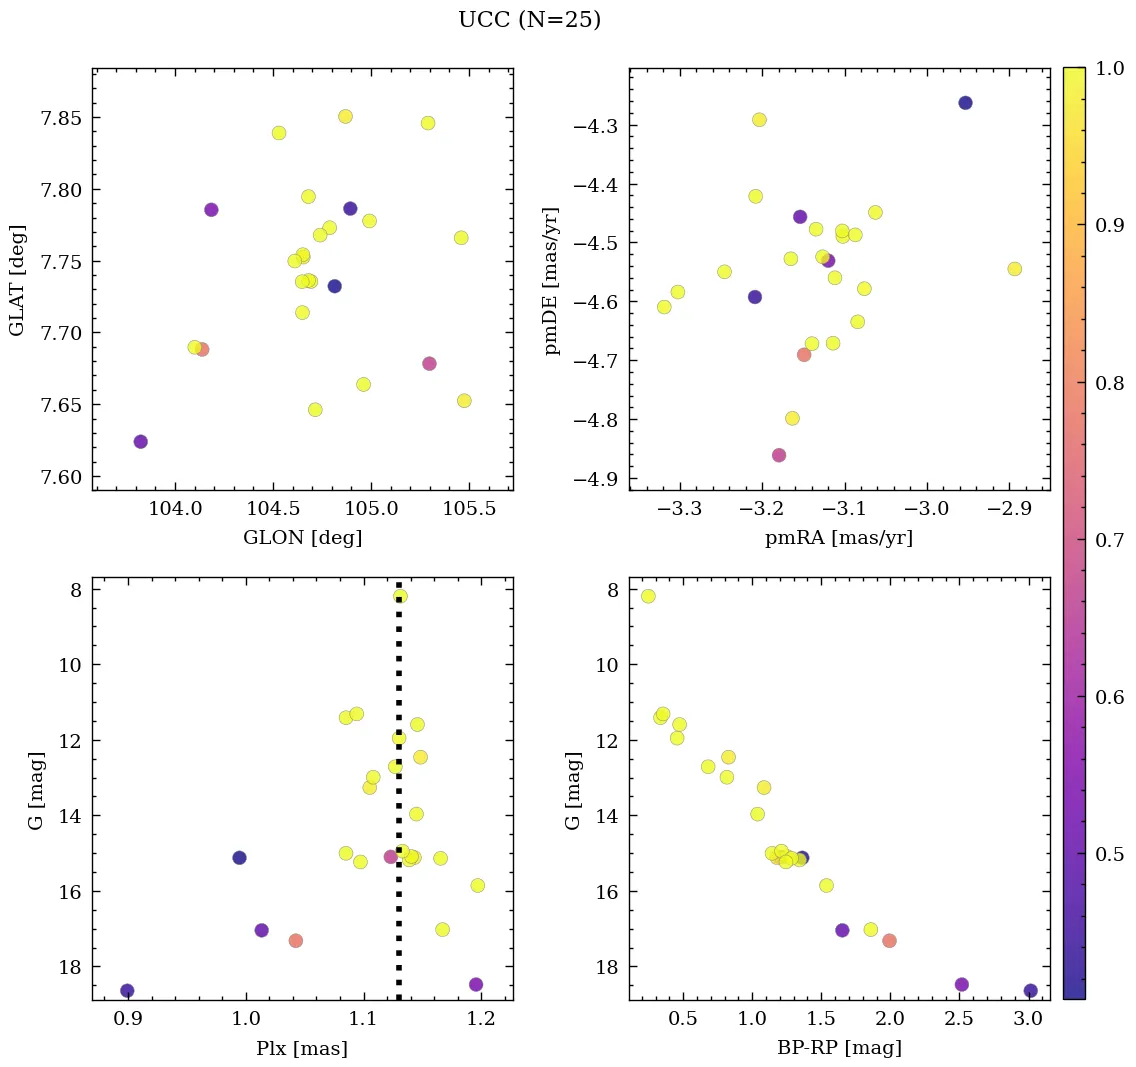 UCC (N=25)
7.85
7.80
7.75
7.70
7.65
7.60
GLAT [deg]
104.0 104.5 105.0 105.5
GLON [deg]
−4.3
−4.4
−4.5
−4.6
−4.7
−4.8
−4.9
pmDE [mas/yr]
−3.3 −3.2 −3.1 −3.0 −2.9
pmRA [mas/yr]
1.0
0.9
0.8
0.7
0.6
0.5
8
10
12
14
16
18
G [mag]
0.9 1.0 1.1 1.2
Plx [mas]
8
10
12
14
16
18
G [mag]
0.5 1.0 1.5 2.0 2.5 3.0
BP-RP [mag]